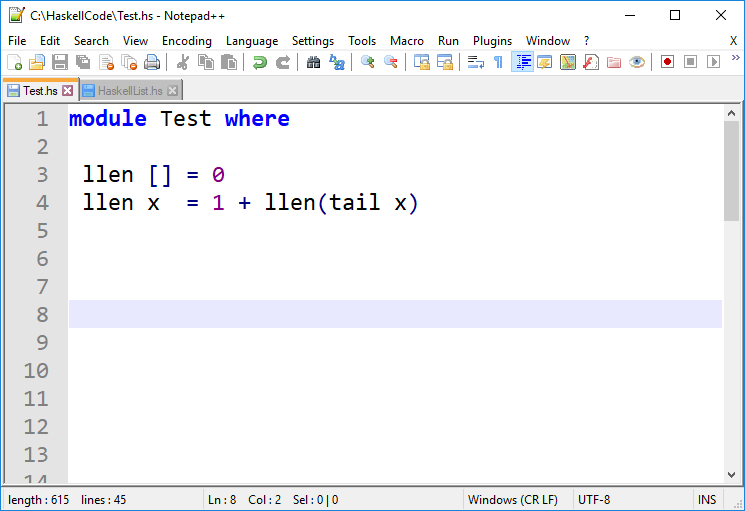 C:\HaskellCode\Test.hs - Notepad++
File Edit Search View Encoding Language Settings Tools Macro Run Plugins Window ? X
Test.hs HaskellList.hs
1 module Test where
2
3 llen [] = 0
4 llen x  = 1 + llen(tail x)
5
6
7
8
9
10
11
12
13
14
length : 615 lines : 45 Ln : 8 Col : 2 Sel : 0 | 0 Windows (CR LF) UTF-8 INS